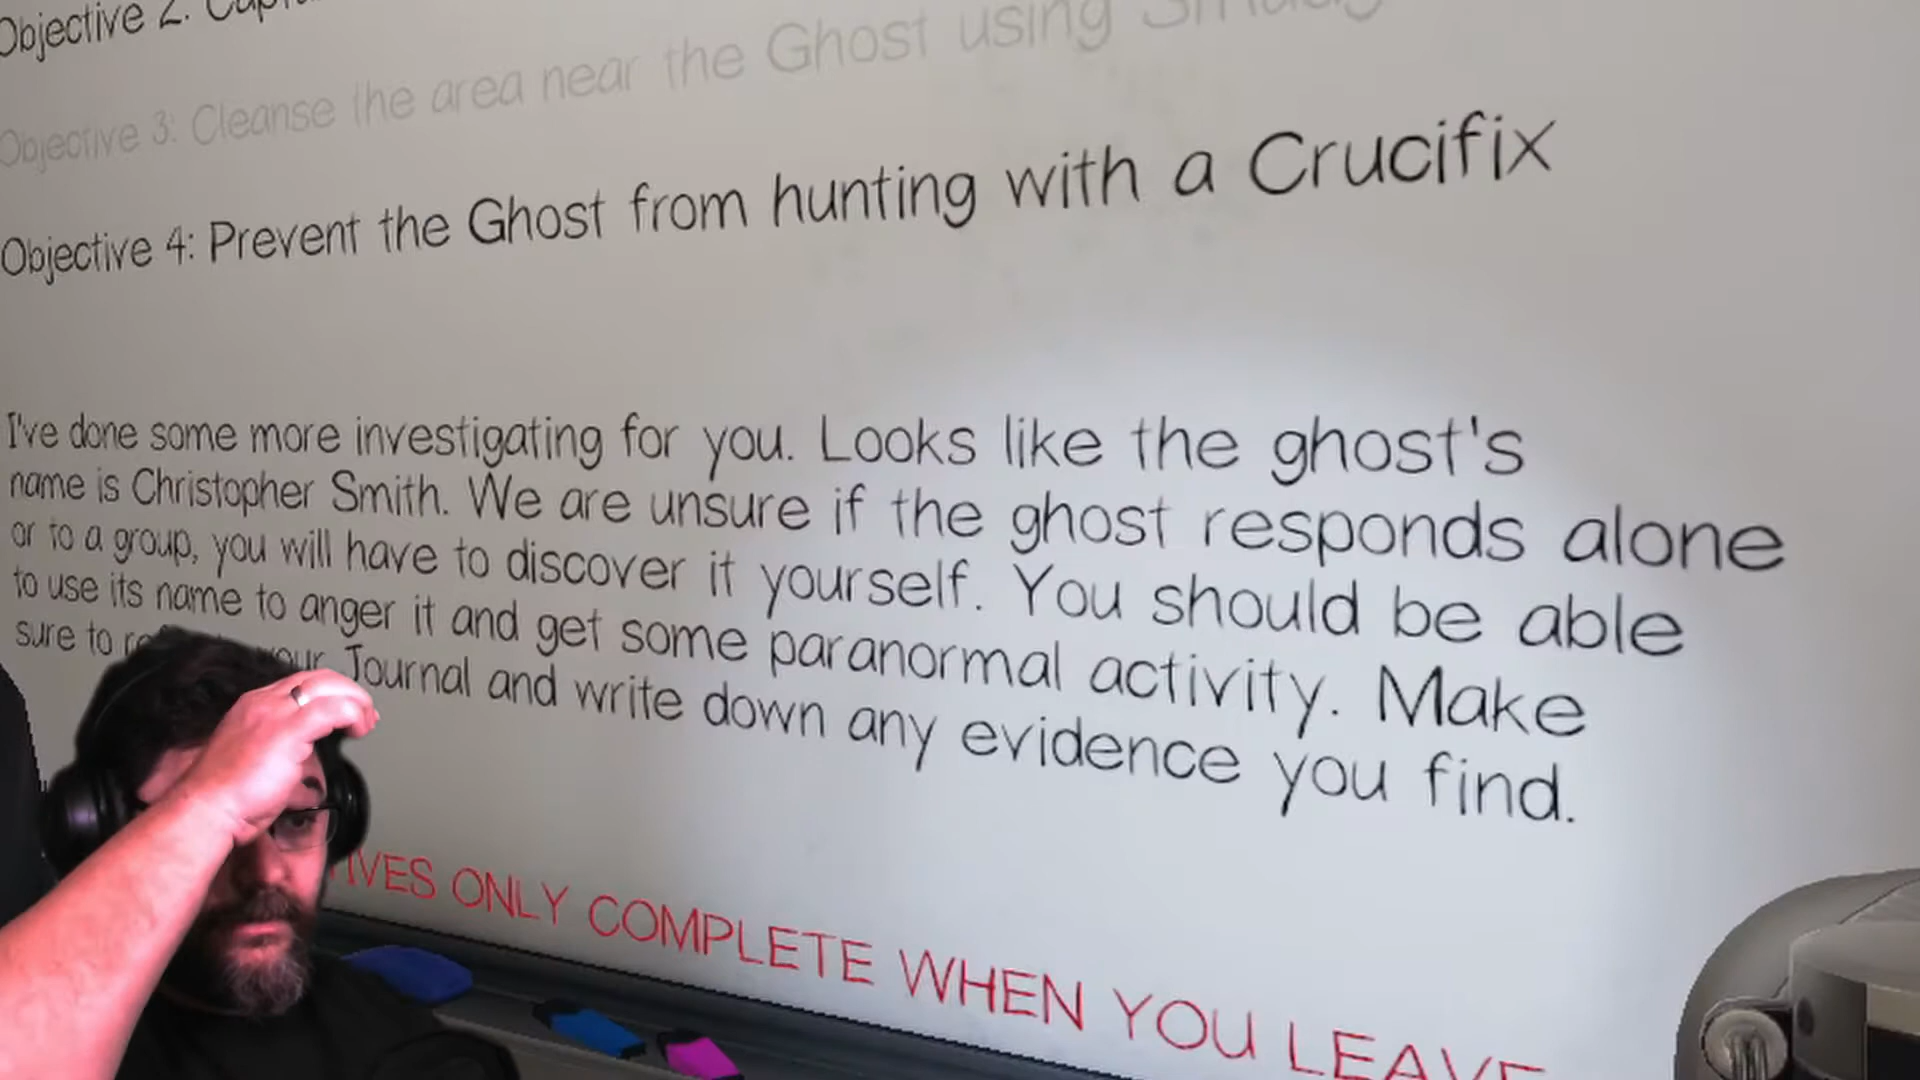 Objective 2:
Objective 3: Cleanse the area near the Ghost using
Objective 4: Prevent the Ghost from hunting with a Crucifix
I've done some more investigating for you. Looks like the ghost's
name is Christopher Smith. We are unsure if the ghost responds alone
or to a group, you will have to discover it yourself. You should be able
to use its name to anger it and get some paranormal activity. Make
sure to Journal and write down any evidence you find.
ONLY COMPLETE WHEN YOU LEAVE